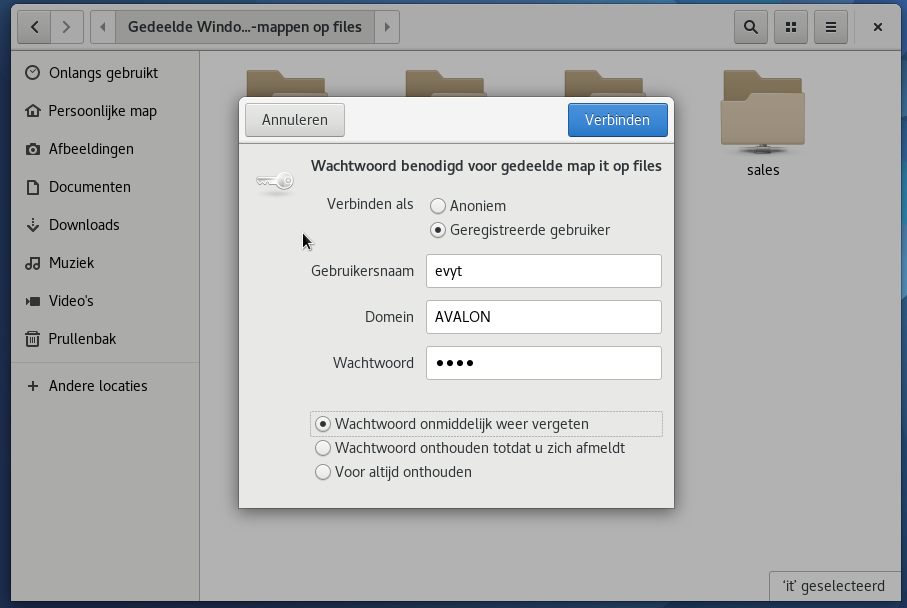 Gedeelde Windo...-mappen op files
Onlangs gebruikt
Persoonlijke map
Afbeeldingen
Documenten
Downloads
Muziek
Video's
Prullenbak
Andere locaties
sales
Annuleren
Verbinden
Wachtwoord benodigd voor gedeelde map it op files
Verbinden als
Anoniem
Geregistreerde gebruiker
Gebruikersnaam evyt
Domein AVALON
Wachtwoord ●●●●
Wachtwoord onmiddelijk weer vergeten
Wachtwoord onthouden totdat u zich afmeldt
Voor altijd onthouden
‘it’ geselecteerd